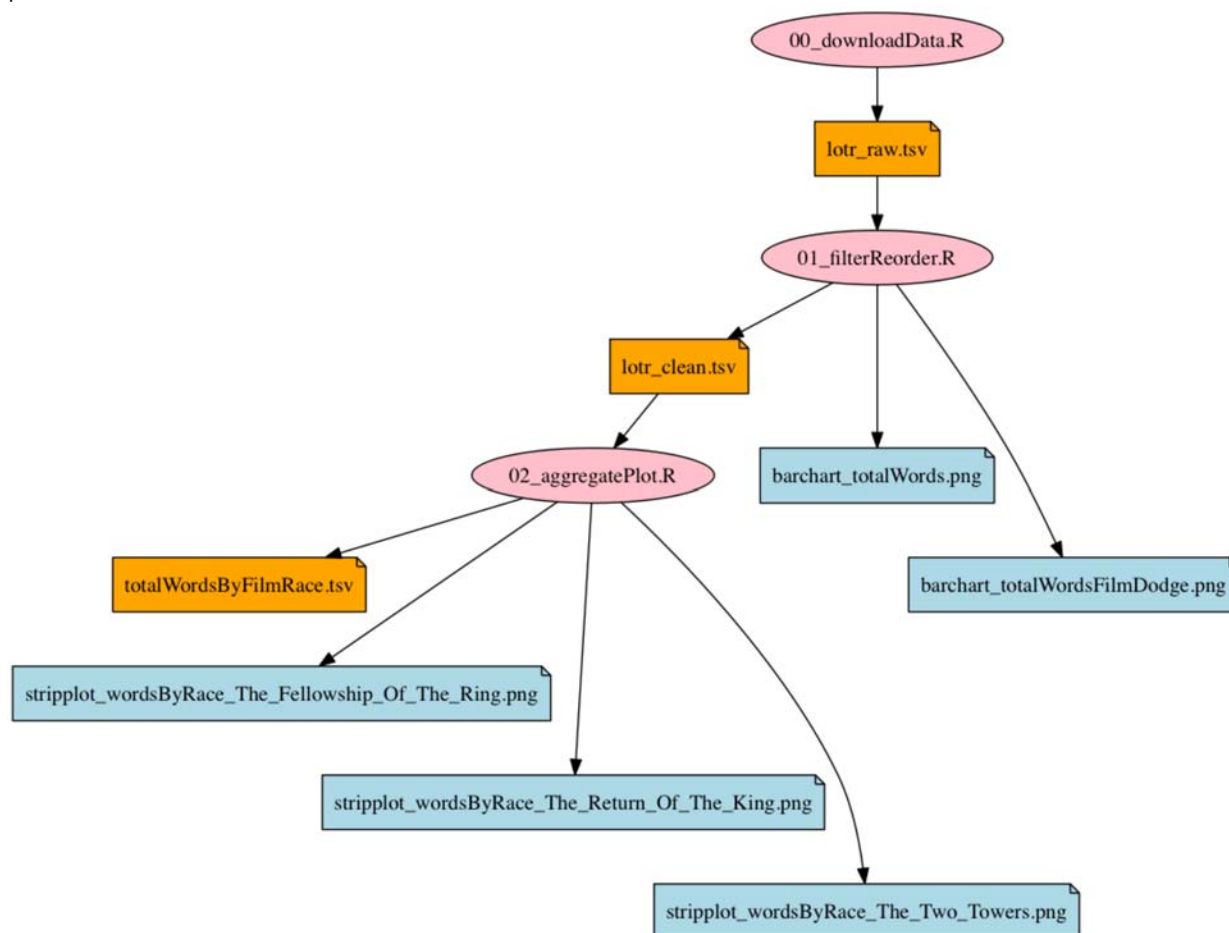 00_downloadData.R
lotr_raw.tsv
01_filterReorder.R
lotr_clean.tsv
02_aggregatePlot.R
barchart_totalWords.png
totalWordsByFilmRace.tsv
barchart_totalWordsFilmDodge.png
stripplot_wordsByRace_The_Fellowship_Of_The_Ring.png
stripplot_wordsByRace_The_Return_Of_The_King.png
stripplot_wordsByRace_The_Two_Towers.png